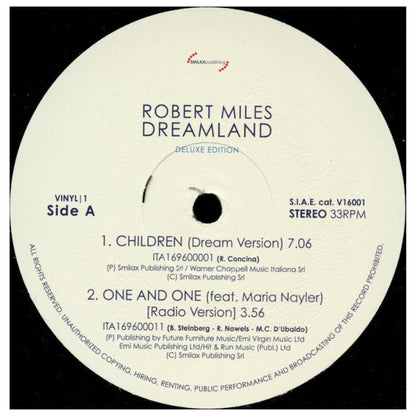 SMILAXpublishing
ROBERT MILES
DREAMLAND
DELUXE EDITION
VINYL|1
Side A
S.I.A.E. cat. V16001
STEREO 33RPM
1. CHILDREN (Dream Version) 7.06
ITA169600001 (R. Concina)
(P) Smilax Publishing Srl / Warner Chappell Music Italiana Srl
(C) Smilax Publishing Srl
2. ONE AND ONE (feat. Maria Nayler)
[Radio Version] 3.56
ITA169600011 (B. Steinberg - R. Nowels - M.C. D'Ubaldo)
(P) Publishing by Future Furniture Music/Emi Virgin Music Ltd
Emi Music Publishing Ltd/Hit & Run Music (Publ.) Ltd
(C) Smilax Publishing Srl
ALL RIGHTS RESERVED. UNAUTHORIZED COPYING, HIRING, RENTING, PUBLIC PERFORMANCE AND BROADCASTING OF THIS RECORD PROHIBITED.